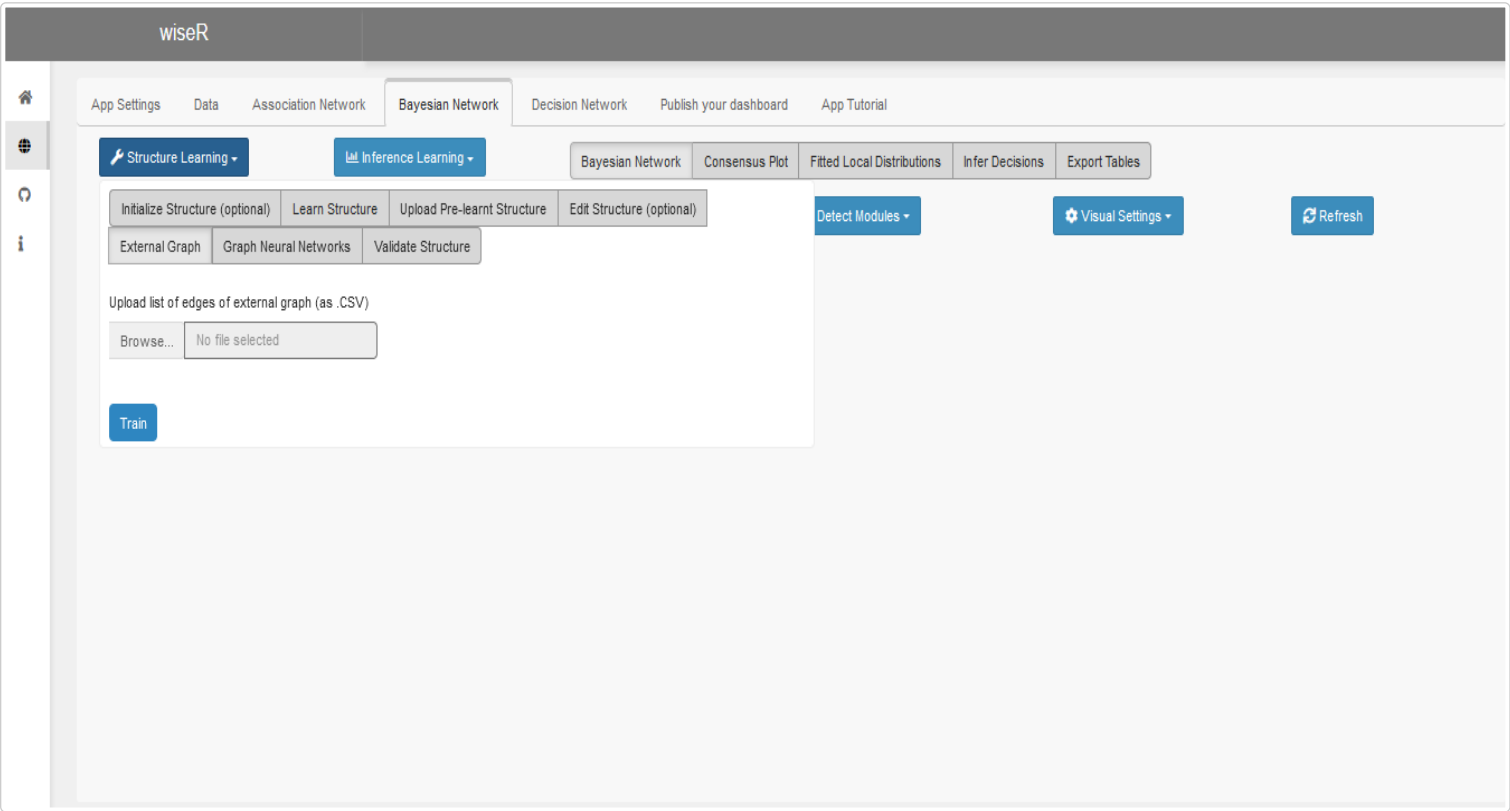 wiseR
App Settings Data Association Network Bayesian Network Decision Network Publish your dashboard App Tutorial
Structure Learning Inference Learning Bayesian Network Consensus Plot Fitted Local Distributions Infer Decisions Export Tables
Initialize Structure (optional) Learn Structure Upload Pre-learnt Structure Edit Structure (optional) Detect Modules Visual Settings Refresh
External Graph Graph Neural Networks Validate Structure
Upload list of edges of external graph (as .CSV)
Browse... No file selected
Train